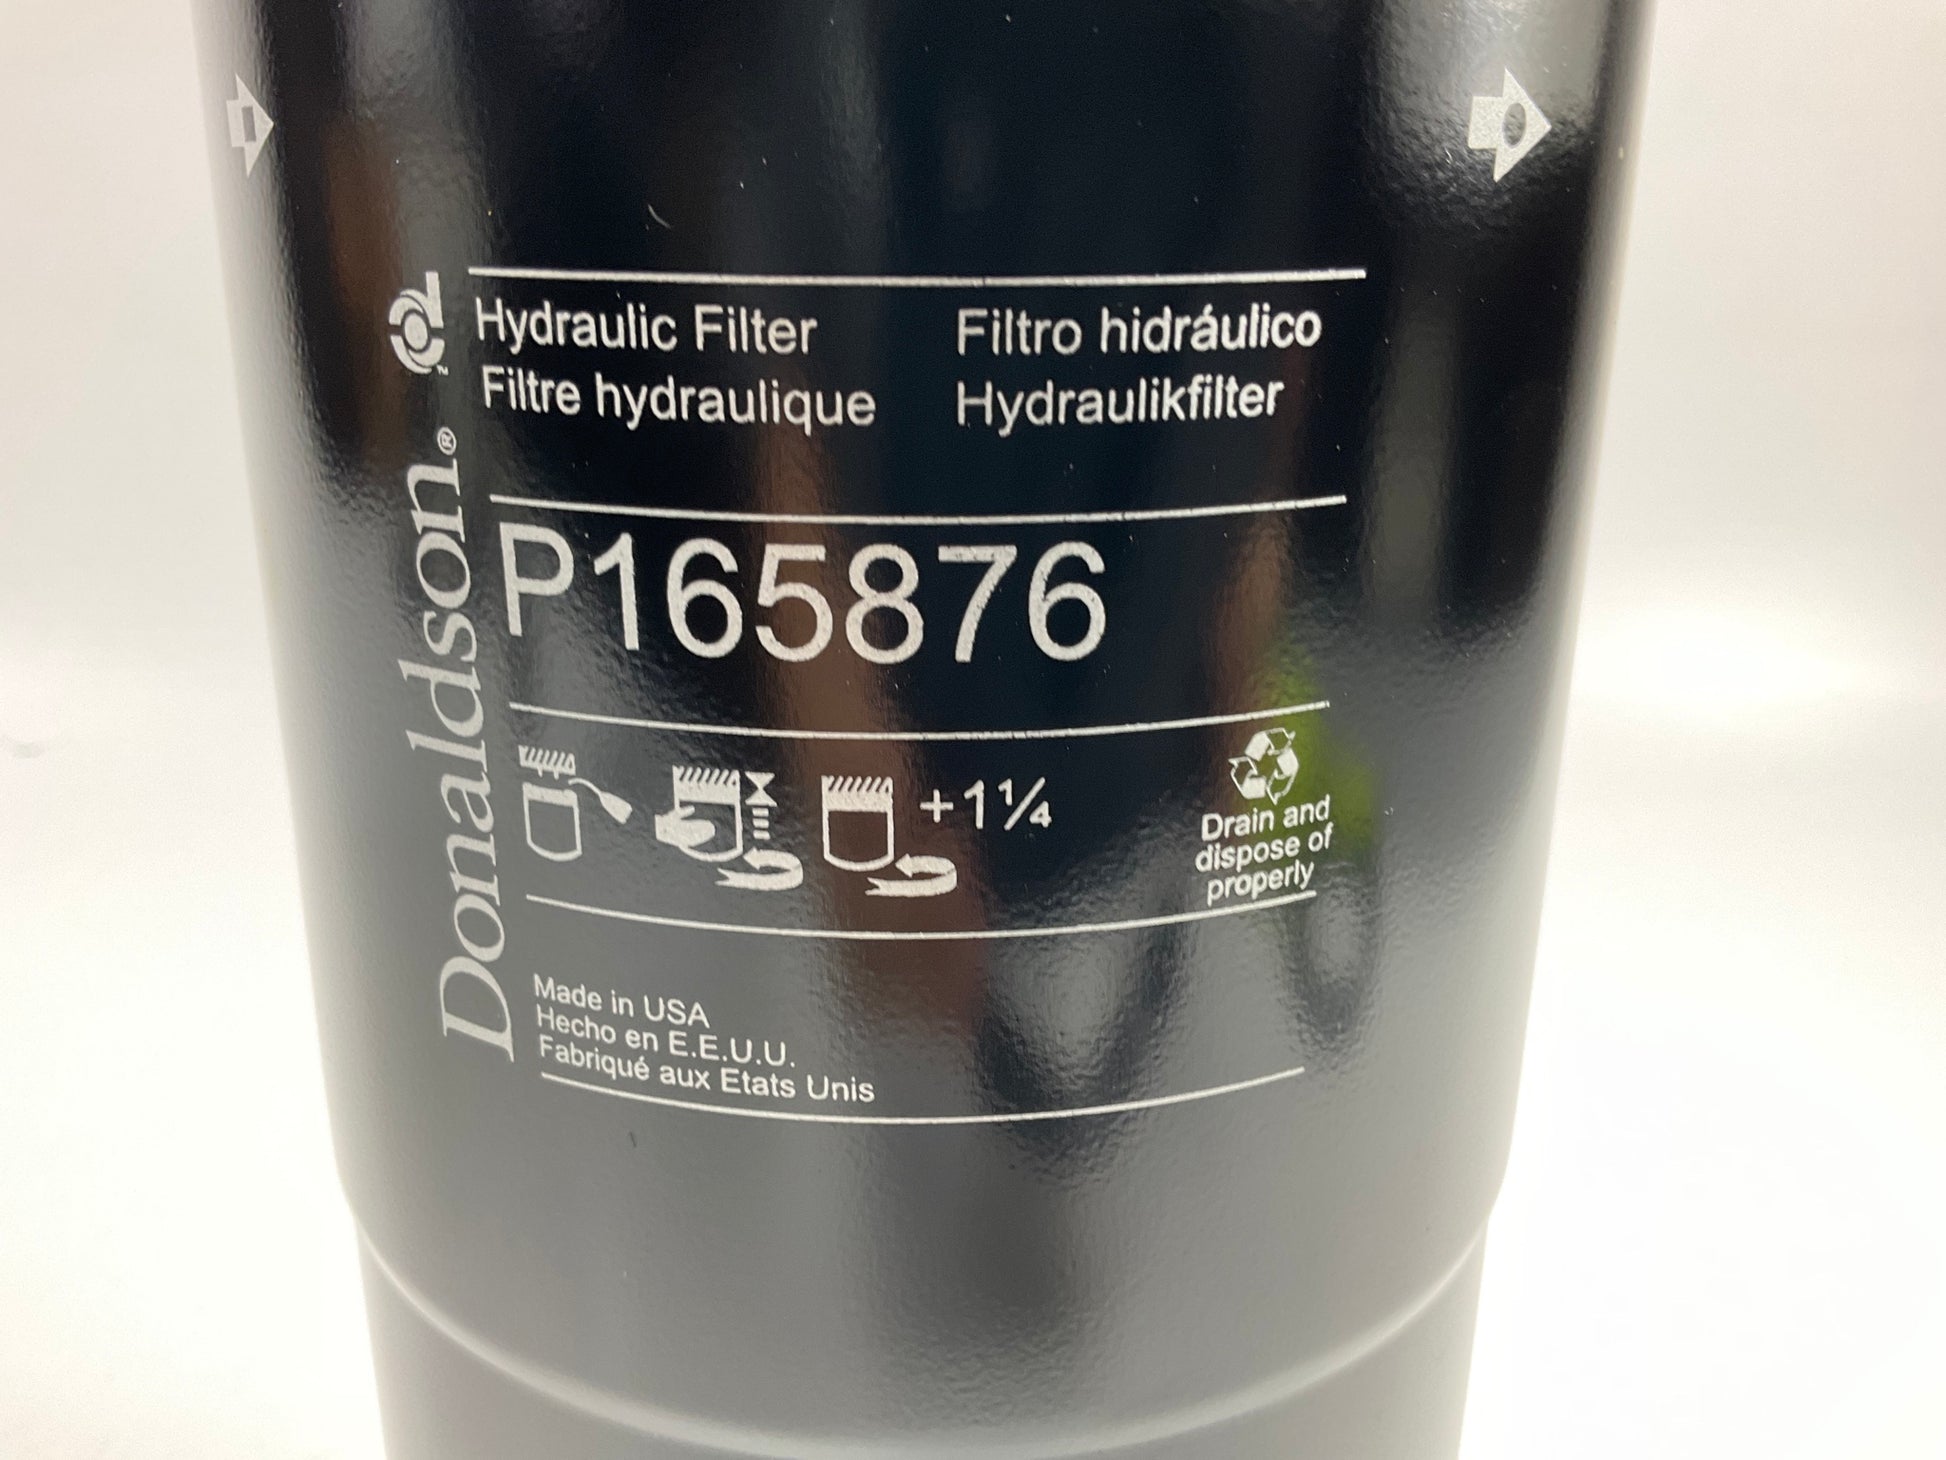 Donaldson®
Hydraulic Filter
Filtro hidráulico
Filtre hydraulique
Hydraulikfilter
P165876
+1¼
Drain and
dispose of
properly
Made in USA
Hecho en E.E.U.U.
Fabriqué aux Etats Unis